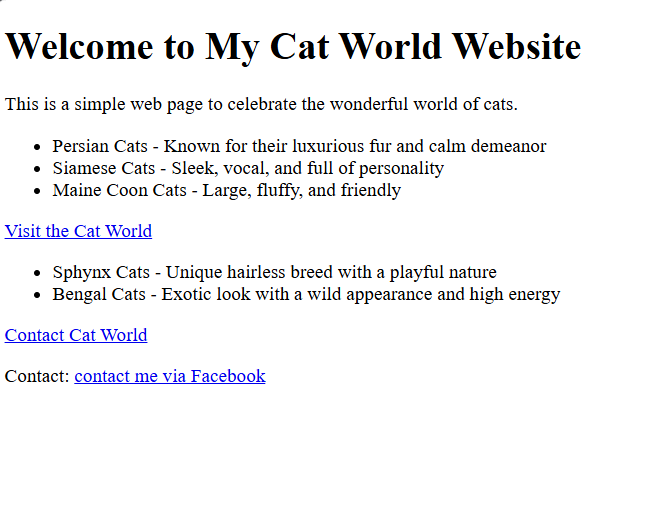 Welcome to My Cat World Website
This is a simple web page to celebrate the wonderful world of cats.
• Persian Cats - Known for their luxurious fur and calm demeanor
• Siamese Cats - Sleek, vocal, and full of personality
• Maine Coon Cats - Large, fluffy, and friendly
Visit the Cat World
• Sphynx Cats - Unique hairless breed with a playful nature
• Bengal Cats - Exotic look with a wild appearance and high energy
Contact Cat World
Contact: contact me via Facebook